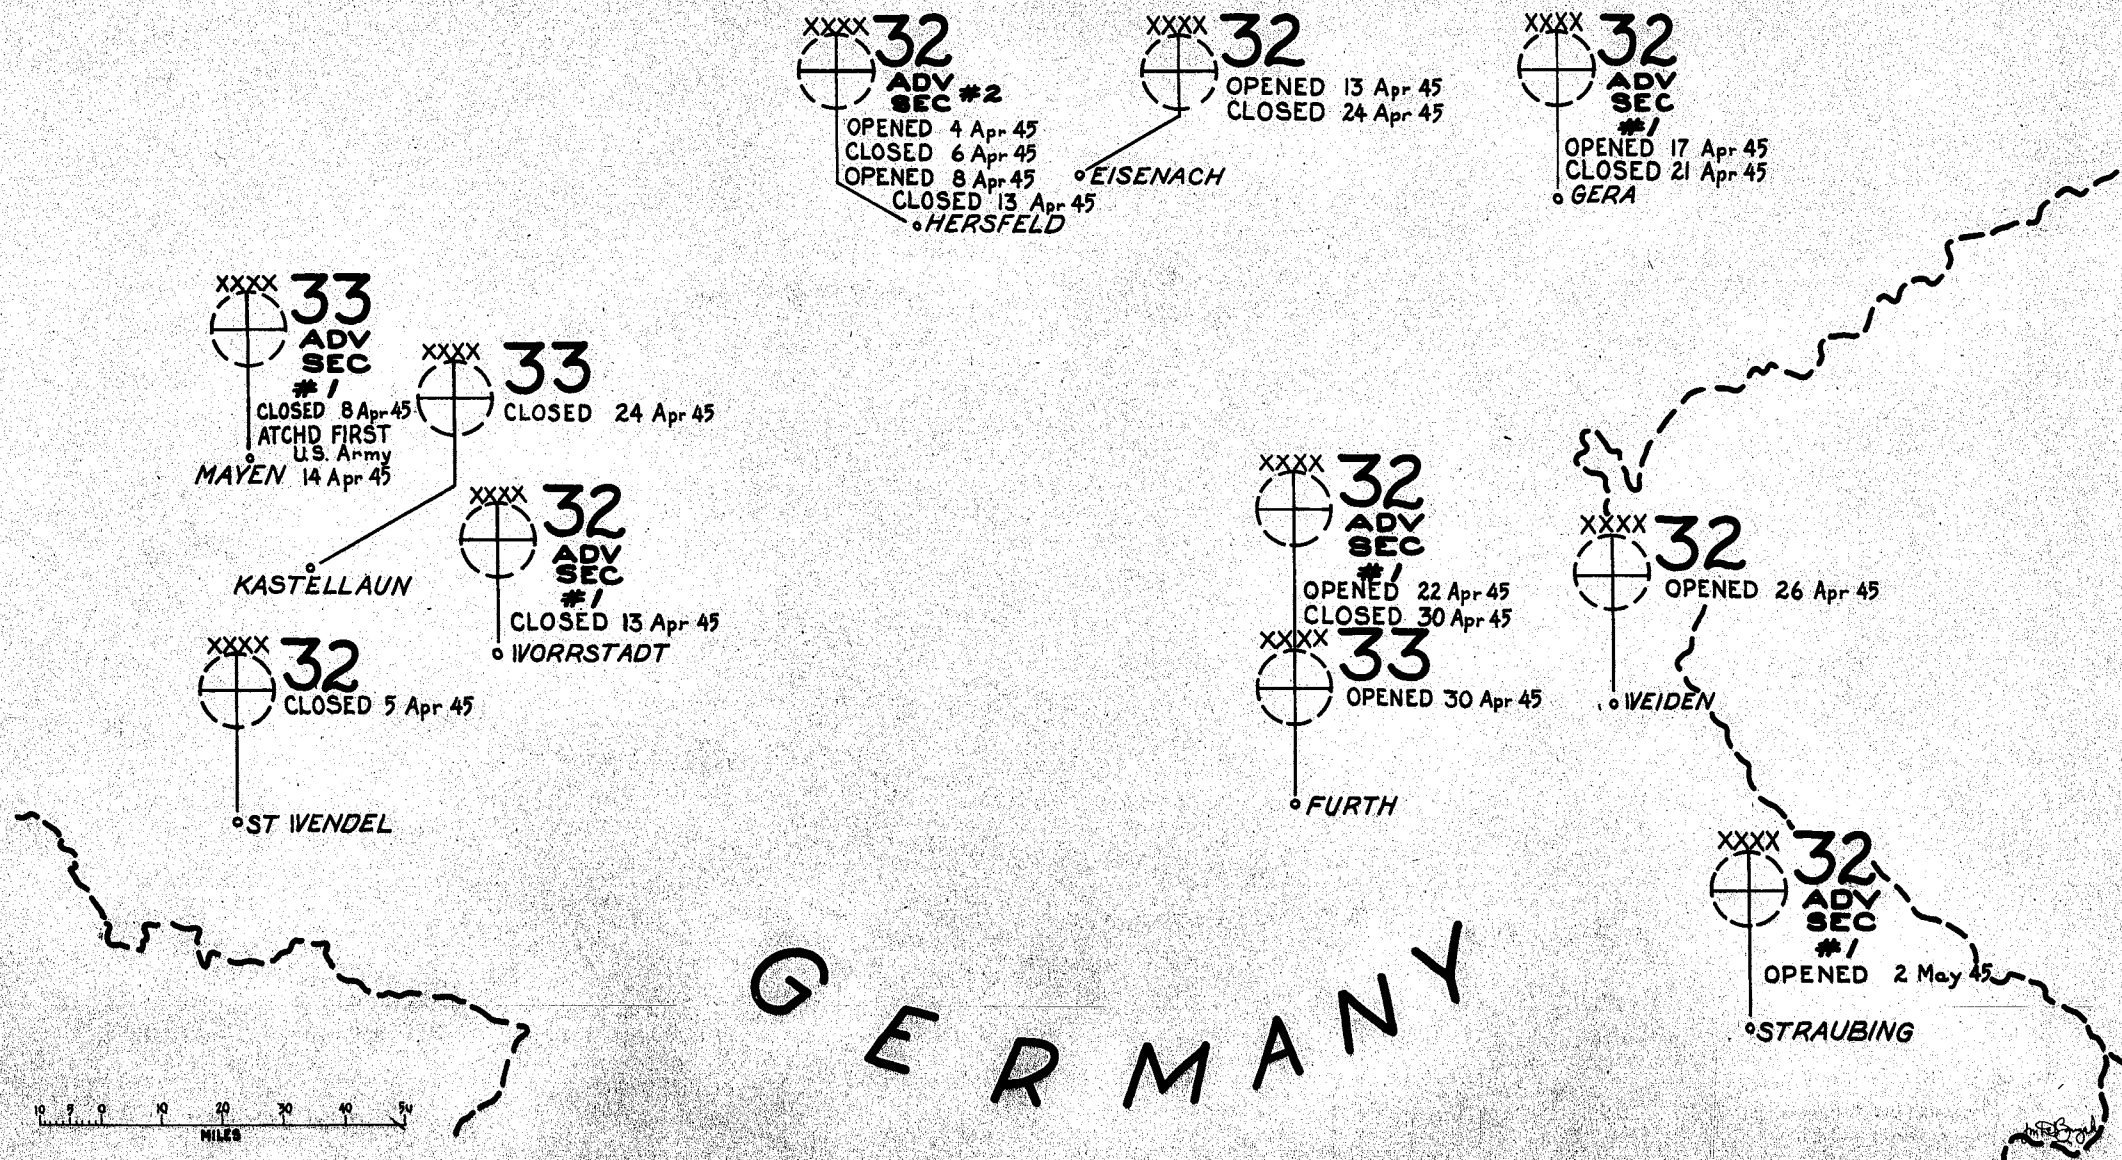 XXXX
32
ADV
SEC #2
OPENED 4 Apr 45
CLOSED 6 Apr 45
OPENED 8 Apr 45
CLOSED 13 Apr 45
HERSFELD
XXXX
32
OPENED 13 Apr 45
CLOSED 24 Apr 45
EISENACH
XXXX
32
ADV
SEC
#1
OPENED 17 Apr 45
CLOSED 21 Apr 45
GERA
XXXX
33
ADV
SEC
#1
CLOSED 8 Apr 45
ATCHD FIRST
U.S. Army
14 Apr 45
MAYEN
XXXX
33
CLOSED 24 Apr 45
KASTELLAUN
XXXX
32
ADV
SEC
#1
CLOSED 13 Apr 45
WORRSTADT
XXXX
32
CLOSED 5 Apr 45
ST WENDEL
XXXX
32
ADV
SEC
#1
OPENED 22 Apr 45
CLOSED 30 Apr 45
XXXX
33
OPENED 30 Apr 45
FURTH
XXXX
32
OPENED 26 Apr 45
WEIDEN
XXXX
32
ADV
SEC
#1
OPENED 2 May 45
STRAUBING
GERMANY
10 5 0 10 20 30 40 50
MILES